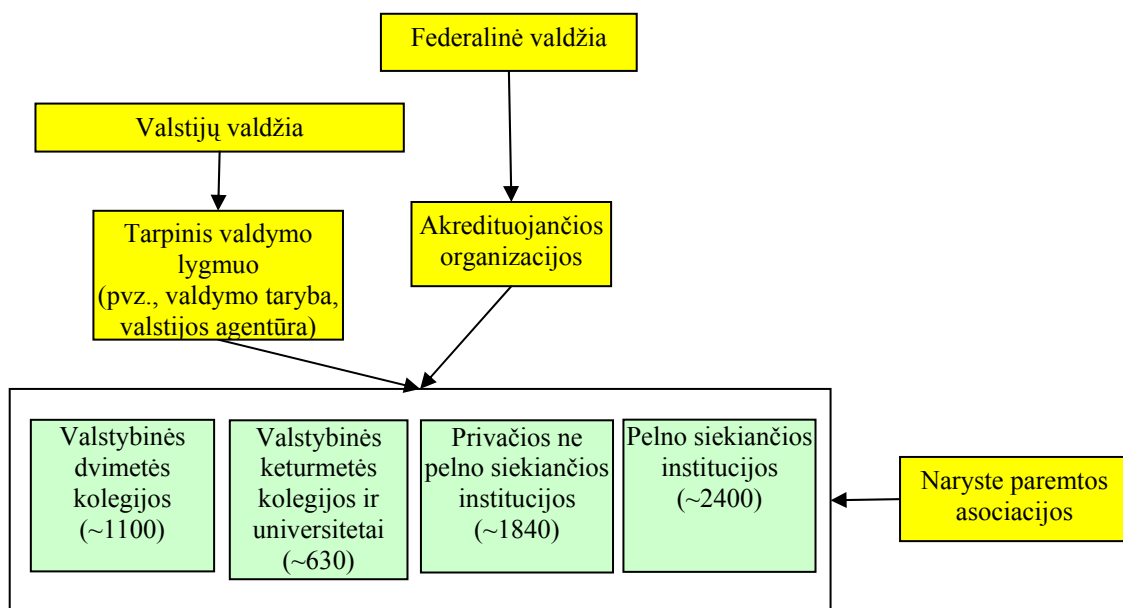 Federalinė valdžia
Valstijų valdžia
Tarpinis valdymo
lygmuo
(pvz., valdymo taryba,
valstijos agentūra)
Akredituojančios
organizacijos
Valstybinės
dvimetės
kolegijos
(~1100)
Valstybinės
keturmetės
kolegijos ir
universitetai
(~630)
Privačios ne
pelno siekiančios
institucijos
(~1840)
Pelno siekiančios
institucijos
(~2400)
Naryste paremtos
asociacijos